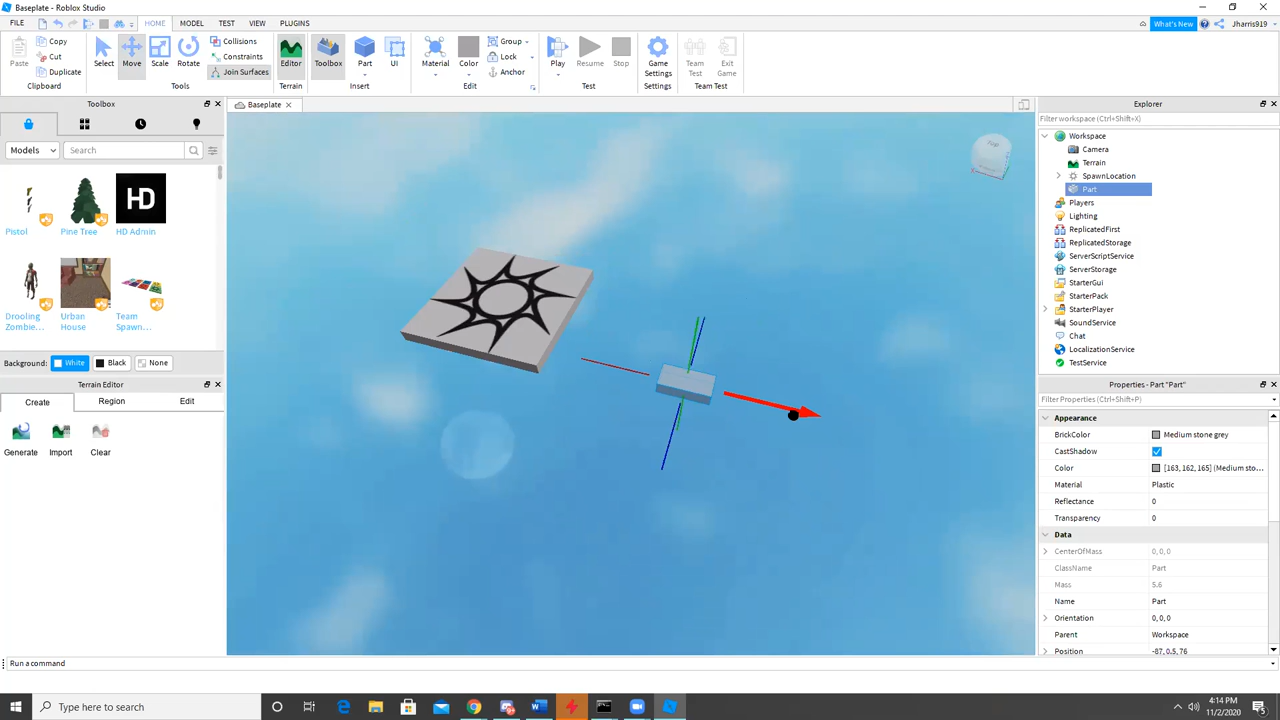 Baseplate - Roblox Studio
FILE HOME MODEL TEST VIEW PLUGINS What's New Jharris919
Paste Copy Cut Duplicate Clipboard
Select Move Scale Rotate Collisions Constraints Join Surfaces Tools
Editor Terrain
Toolbox Part UI Insert
Material Color Group Lock Anchor Edit
Play Resume Stop Test
Game Settings Settings
Team Test Exit Game Team Test
Toolbox
Models Search
Pistol Pine Tree HD Admin
HD
Drooling Zombie... Urban House Team Spawn...
Background: White Black None
Terrain Editor
Create Region Edit
Generate Import Clear
Baseplate
Top
Explorer
Filter workspace (Ctrl+Shift+X)
Workspace
Camera
Terrain
SpawnLocation
Part
Players
Lighting
ReplicatedFirst
ReplicatedStorage
ServerScriptService
ServerStorage
StarterGui
StarterPack
StarterPlayer
SoundService
Chat
LocalizationService
TestService
Properties - Part "Part"
Filter Properties (Ctrl+Shift+P)
Appearance
BrickColor Medium stone grey
CastShadow
Color [163, 162, 165] (Medium sto...
Material Plastic
Reflectance 0
Transparency 0
Data
CenterOfMass 0, 0, 0
ClassName Part
Mass 5.6
Name Part
Orientation 0, 0, 0
Parent Workspace
Position -87, 0.5, 76
Run a command
Type here to search
4:14 PM
11/2/2020